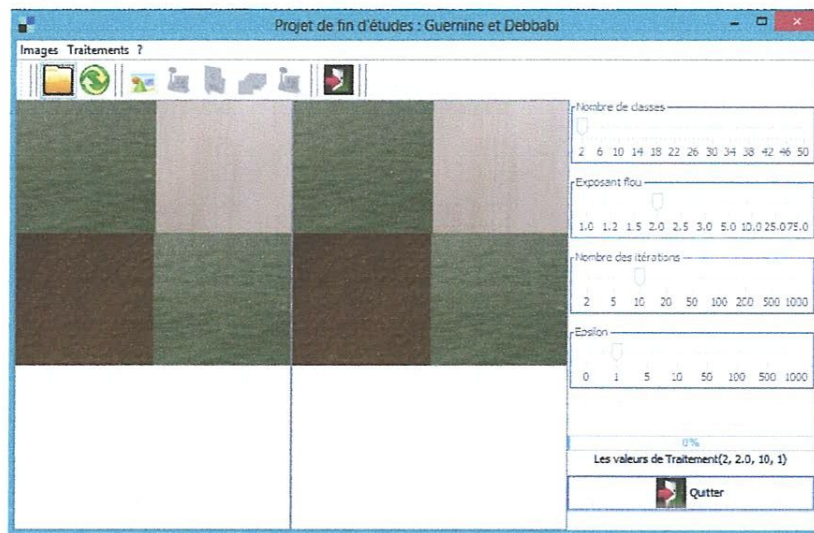 Projet de fin d'études : Guernine et Debbabi
Images Traitements ?
Nombre de classes
2 6 10 14 18 22 26 30 34 38 42 46 50
Exposant flou
1.0 1.2 1.5 2.0 2.5 3.0 5.0 10.0 25.0 75.0
Nombre des itérations
2 5 10 20 50 100 200 500 1000
Epsilon
0 1 5 10 50 100 500 1000
0%
Les valeurs de Traitement(2, 2.0, 10, 1)
Quitter